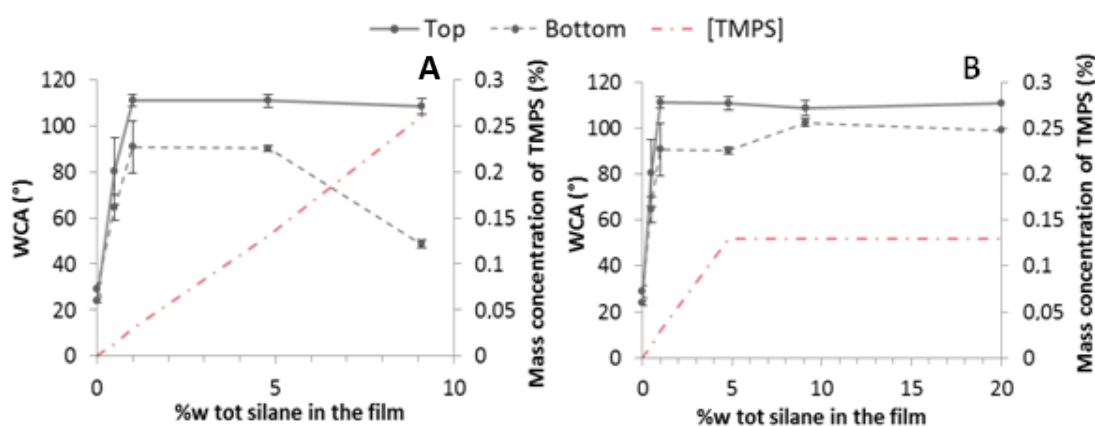 Top Bottom [TMPS]
A
WCA (°)
120
100
80
60
40
20
0
0 5 10
%w tot silane in the film
0.3
0.25
0.2
0.15
0.1
0.05
0
Mass concentration of TMPS (%)
B
WCA (°)
120
100
80
60
40
20
0
0 5 10 15 20
%w tot silane in the film
0.3
0.25
0.2
0.15
0.1
0,05
0
Mass concentration of TMPS (%)